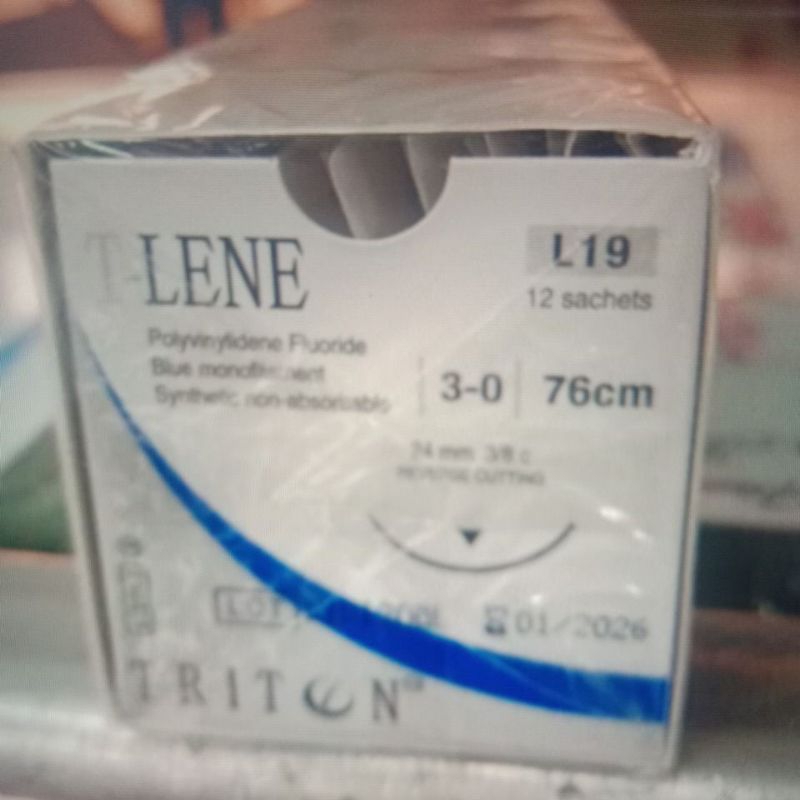 T-LENE
L19
12 sachets
Polyvinylidene Fluoride
Blue monofilament
Synthetic non-absorbable
3-0
76cm
24 mm 3/8 c
REVERSE CUTTING
LOT
01/2026
TRITON